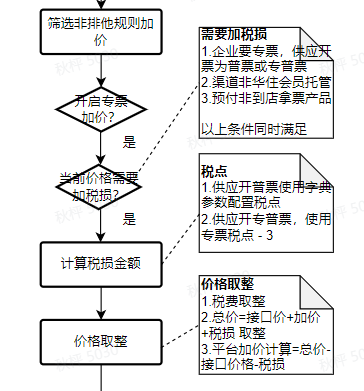 筛选非排他规则加
价
开启专票
加价?
是
当前价格需要
加税损?
是
计算税损金额
价格取整
需要加税损
1.企业要专票，供应开
票为普票或专普票
2.渠道非华住会员托管
3.预付非到店拿票产品
以上条件同时满足
税点
1.供应开普票使用字典
参数配置税点
2.供应开专普票，使用
专票税点 - 3
价格取整
1.税费取整
2.总价=接口价+加价
+税损 取整
3.平台加价计算=总价-
接口价格-税损